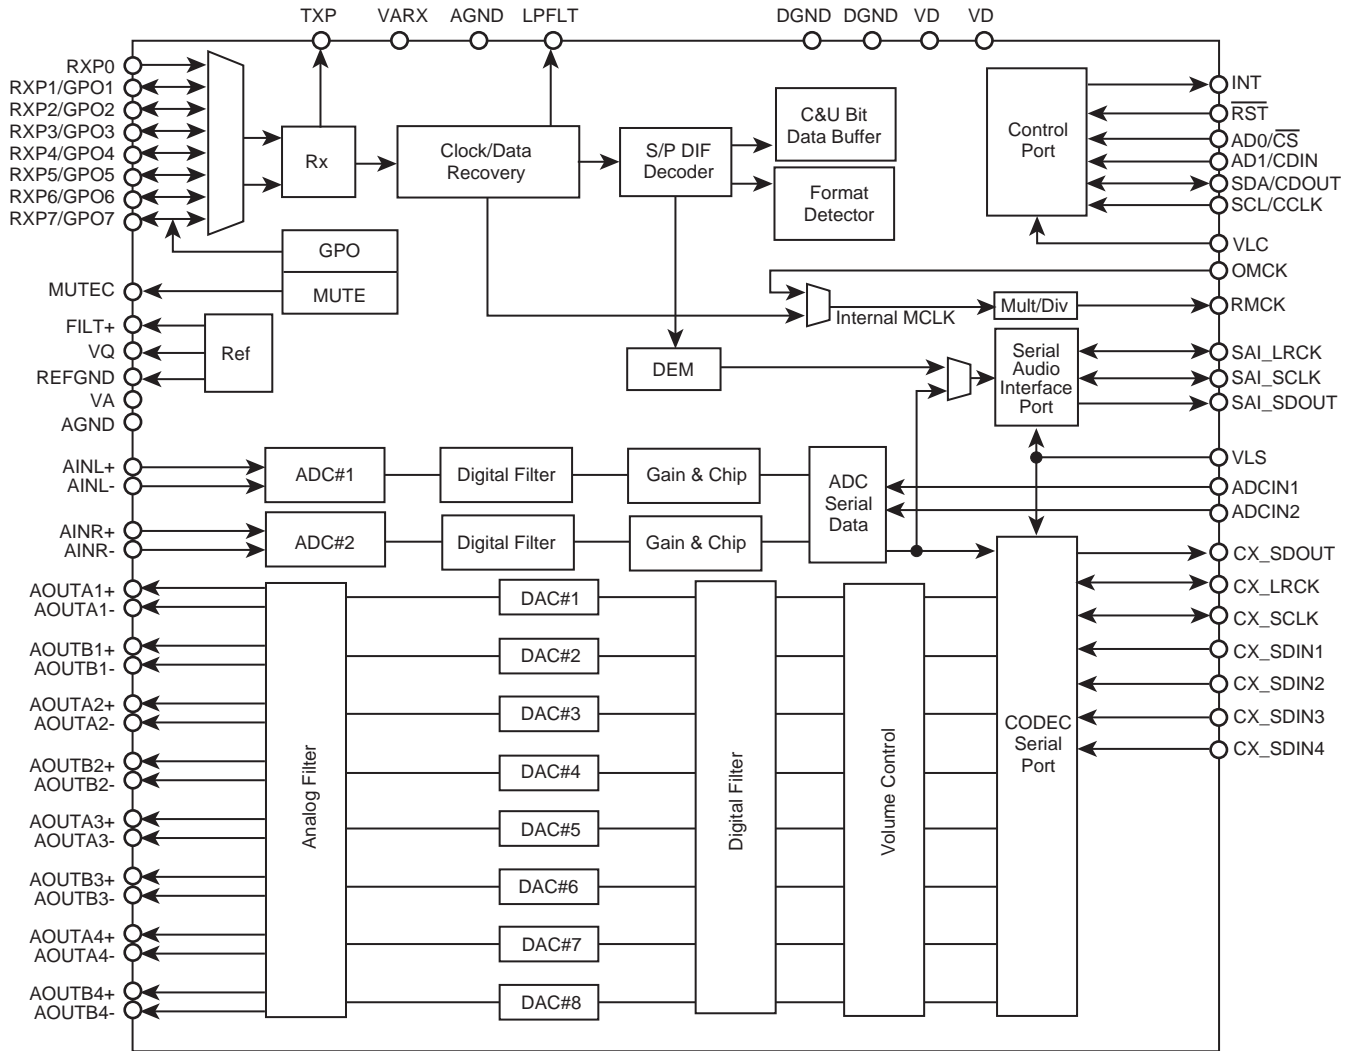 TXP
VARX
AGND
LPFLT
DGND
DGND
VD
VD
RXP0
RXP1/GPO1
RXP2/GPO2
RXP3/GPO3
RXP4/GPO4
RXP5/GPO5
RXP6/GPO6
RXP7/GPO7
MUTEC
FILT+
VQ
REFGND
VA
AGND
AINL+
AINL-
AINR+
AINR-
AOUTA1+
AOUTA1-
AOUTB1+
AOUTB1-
AOUTA2+
AOUTA2-
AOUTB2+
AOUTB2-
AOUTA3+
AOUTA3-
AOUTB3+
AOUTB3-
AOUTA4+
AOUTA4-
AOUTB4+
AOUTB4-
Rx
Clock/Data
Recovery
S/P DIF
Decoder
C&U Bit
Data Buffer
Format
Detector
Control
Port
GPO
MUTE
Ref
Internal MCLK
Mult/Div
DEM
Serial
Audio
Interface
Port
ADC#1
Digital Filter
Gain & Chip
ADC
Serial
Data
ADC#2
Digital Filter
Gain & Chip
Analog Filter
DAC#1
DAC#2
DAC#3
DAC#4
DAC#5
DAC#6
DAC#7
DAC#8
Digital Filter
Volume Control
CODEC
Serial
Port
INT
RST
AD0/CS
AD1/CDIN
SDA/CDOUT
SCL/CCLK
VLC
OMCK
RMCK
SAI_LRCK
SAI_SCLK
SAI_SDOUT
VLS
ADCIN1
ADCIN2
CX_SDOUT
CX_LRCK
CX_SCLK
CX_SDIN1
CX_SDIN2
CX_SDIN3
CX_SDIN4